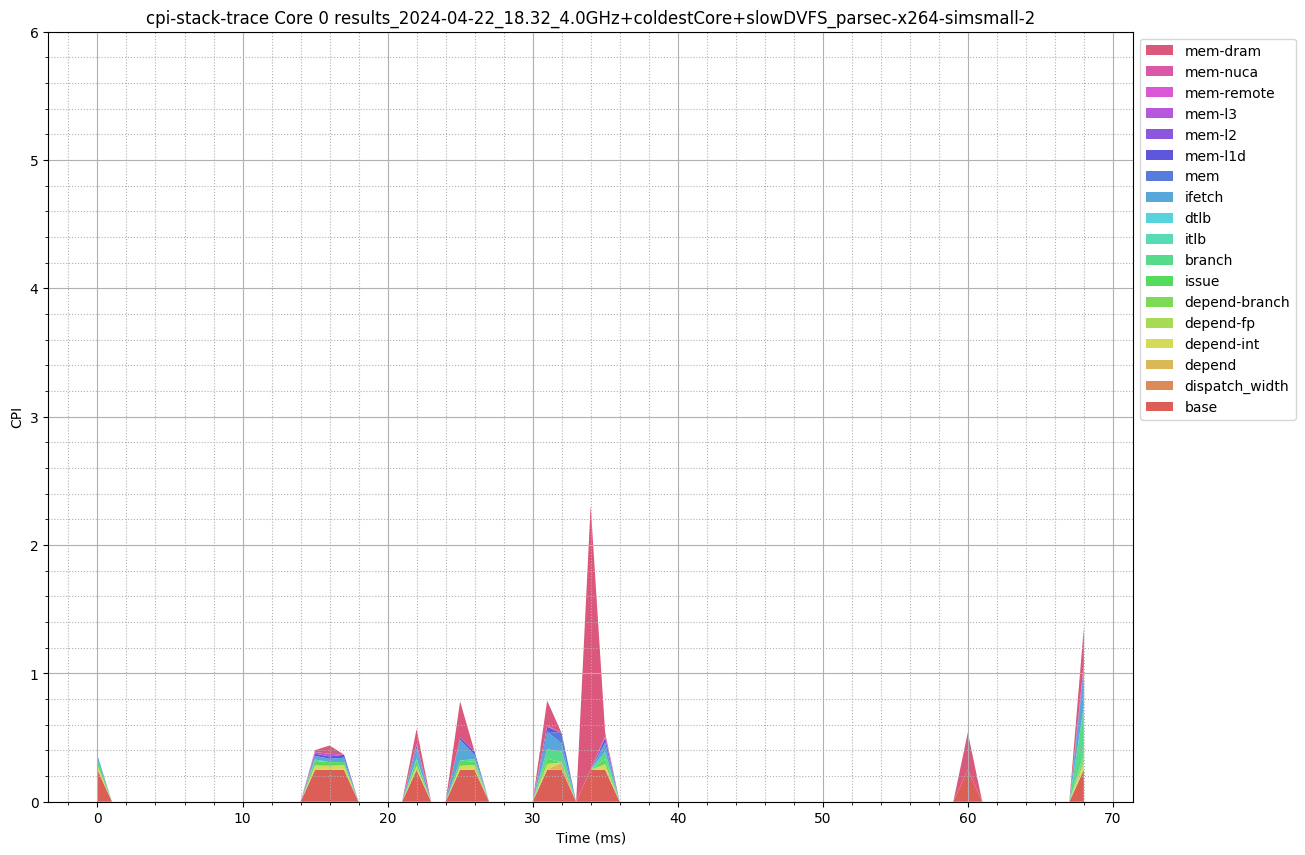 cpi-stack-trace Core 0 results_2024-04-22_18.32_4.0GHz+coldestCore+slowDVFS_parsec-x264-simsmall-2
6
5
4
3
2
1
0
CPI
0 10 20 30 40 50 60 70
Time (ms)
mem-dram
mem-nuca
mem-remote
mem-l3
mem-l2
mem-l1d
mem
ifetch
dtlb
itlb
branch
issue
depend-branch
depend-fp
depend-int
depend
dispatch_width
base